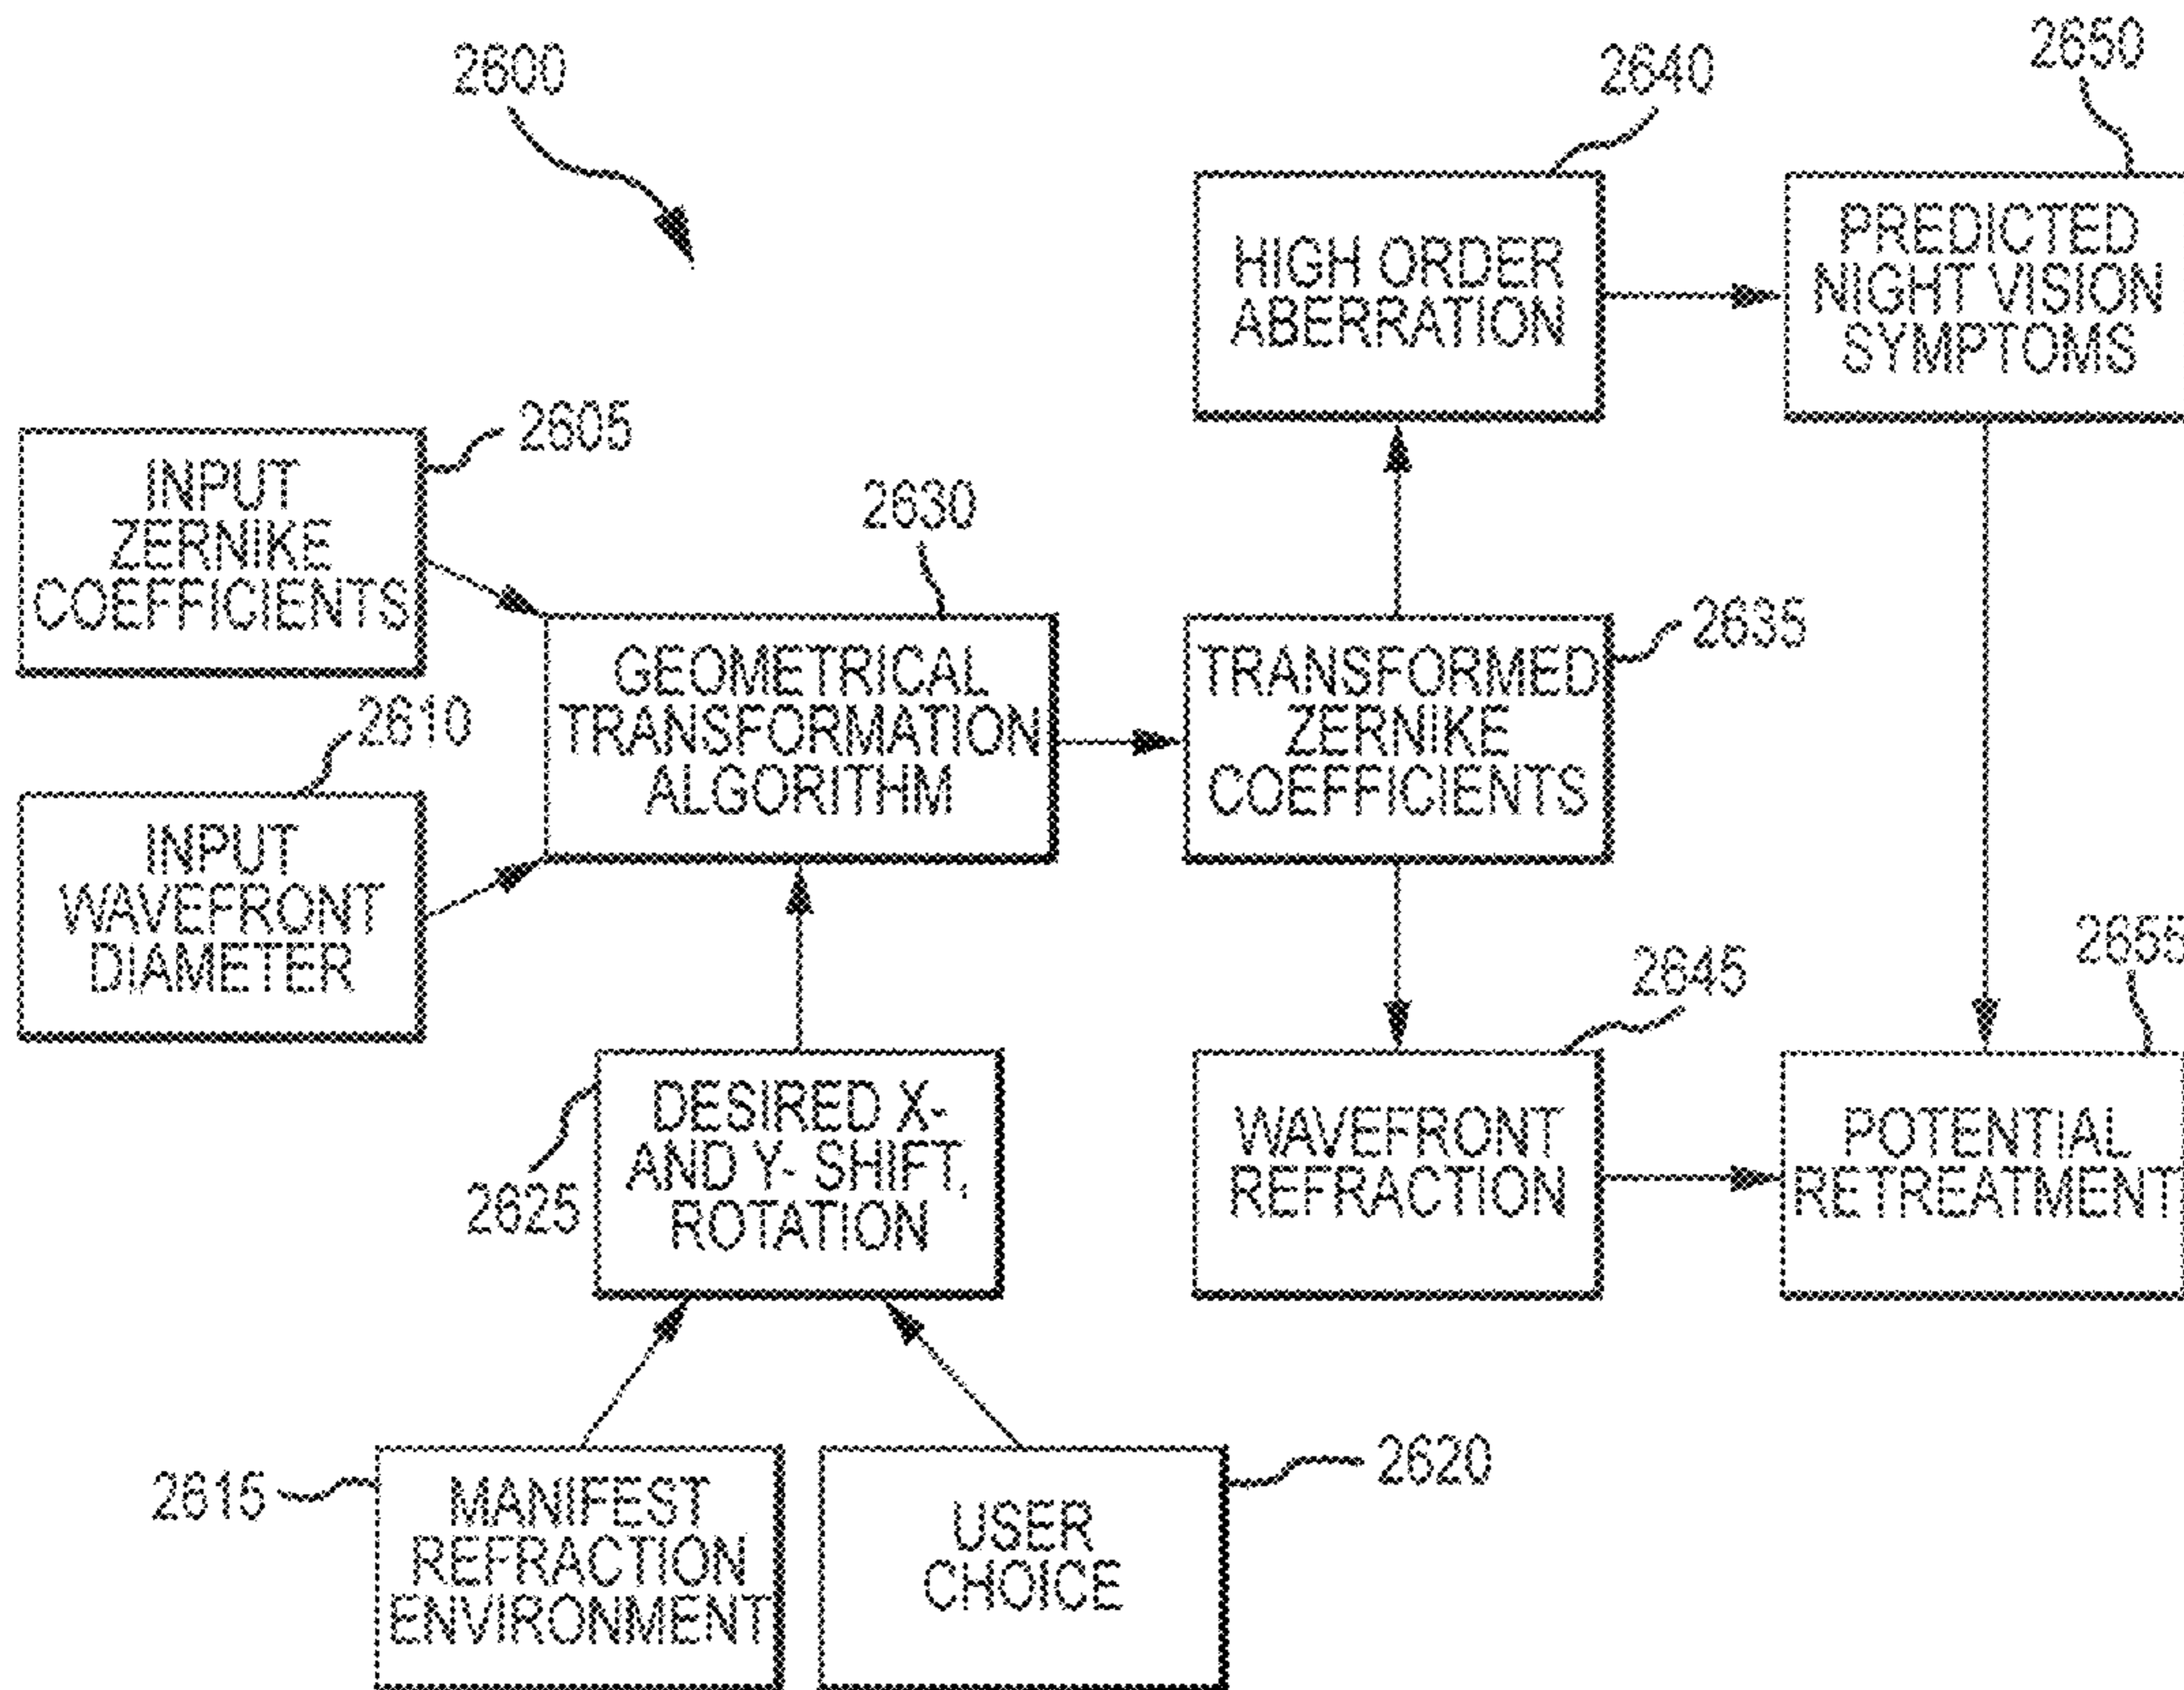 2600
2640
2650
HIGH ORDER
ABERRATION
PREDICTED
NIGHT VISION
SYMPTOMS
2605
INPUT
ZERNIKE
COEFFICIENTS
2630
GEOMETRICAL
TRANSFORMATION
ALGORITHM
2635
TRANSFORMED
ZERNIKE
COEFFICIENTS
2610
INPUT
WAVEFRONT
DIAMETER
2625
DESIRED X-
AND Y- SHIFT,
ROTATION
2645
WAVEFRONT
REFRACTION
2655
POTENTIAL
RETREATMENT
2615
MANIFEST
REFRACTION
ENVIRONMENT
USER
CHOICE
2620